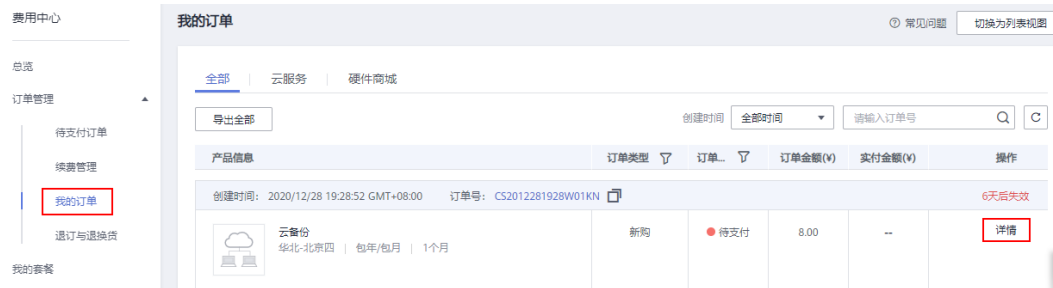 费用中心
我的订单
常见问题
切换为列表视图
总览
全部
云服务
硬件商城
订单管理
导出全部
创建时间
全部时间
请输入订单号
待支付订单
产品信息
订单类型
订单...
订单金额(¥)
实付金额(¥)
操作
续费管理
创建时间： 2020/12/28 19:28:52 GMT+08:00 订单号： CS2012281928W01KN
6天后失效
我的订单
云备份
华北-北京四 | 包年/包月 | 1个月
新购
待支付
8.00
--
详情
退订与退换货
我的套餐